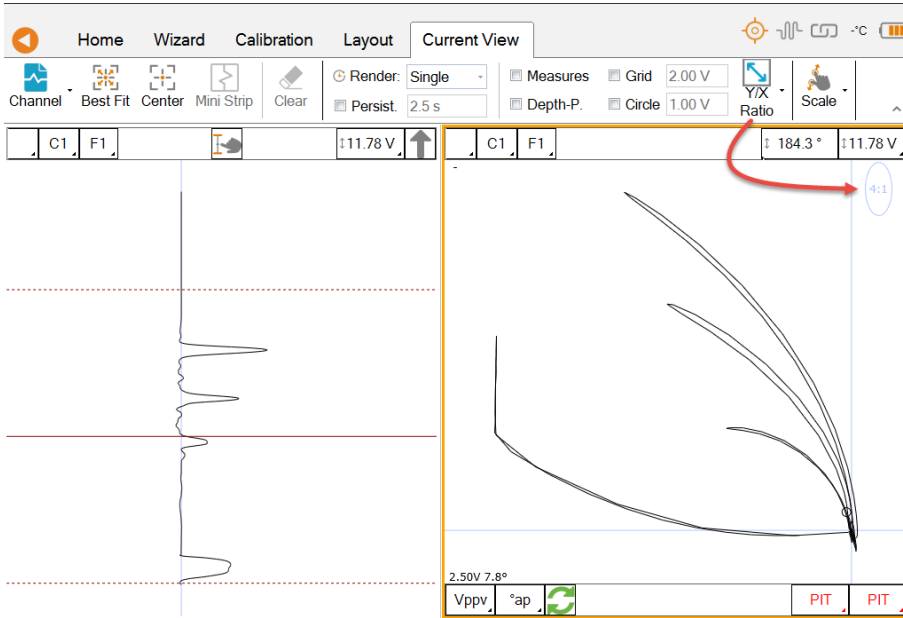 Home Wizard Calibration Layout Current View -°C
Channel Best Fit Center Mini Strip Clear Render: Single Measures Grid 2.00 V Y/X Ratio Scale
Persist. 2.5 s Depth-P. Circle 1.00 V
C1 F1 ↕11.78 V C1 F1 ↕ 184.3 ° ↕11.78 V
-
4:1
2.50V 7.8º
Vppv °ap PIT PIT